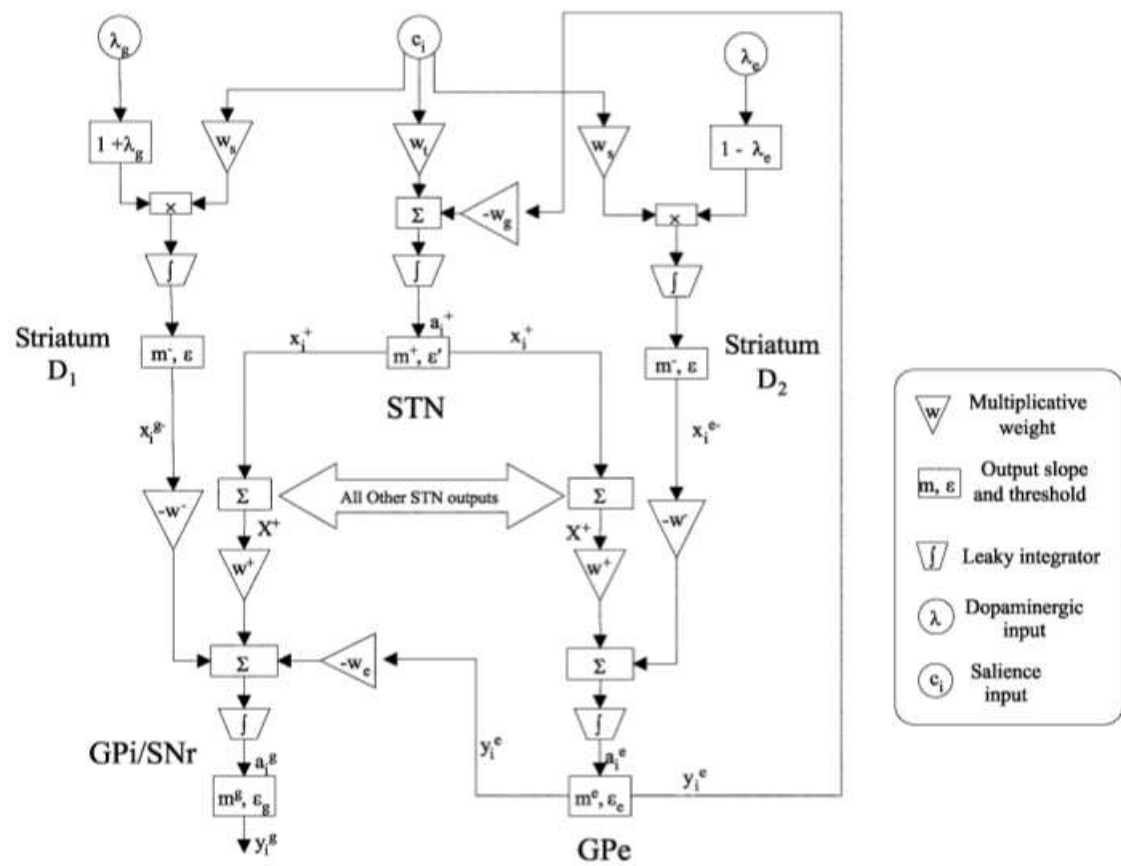 λg
ci
λe
1 +λg
ws
wt
ws
1 - λe
×
Σ
-wg
×
∫
∫
∫
Striatum
D1
m-, ε
xi+
ai+
m+, ε'
xi+
STN
m-, ε
Striatum
D2
xig-
xie-
-w-
Σ
All Other STN outputs
Σ
-w-
X+
X+
w+
w+
Σ
-we
Σ
∫
∫
GPi/SNr
aig
yie
aie
yie
mg, εg
me, εe
yig
GPe
w
Multiplicative
weight
m, ε
Output slope
and threshold
∫
Leaky integrator
λ
Dopaminergic
input
ci
Salience
input